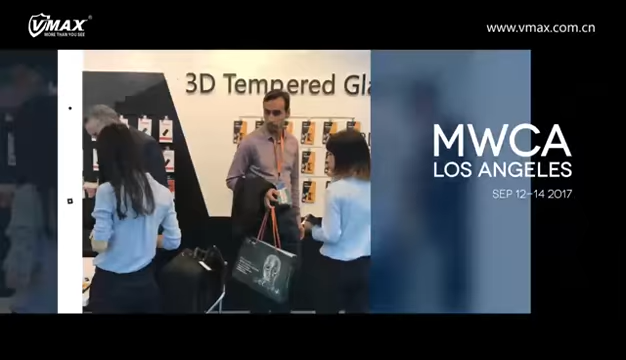 VMAX
MORE THAN YOU SEE
www.vmax.com.cn
3D Tempered Gla
MWCA
LOS ANGELES
SEP 12-14 2017